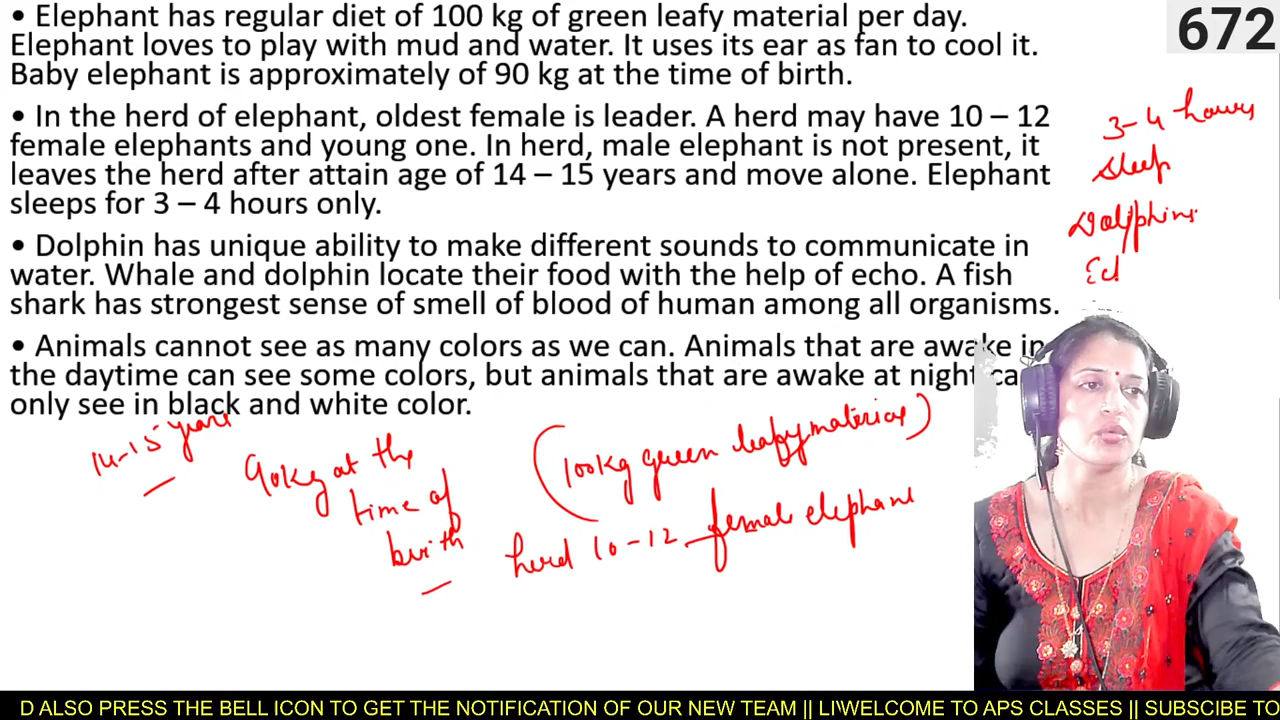 • Elephant has regular diet of 100 kg of green leafy material per day.
Elephant loves to play with mud and water. It uses its ear as fan to cool it.
Baby elephant is approximately of 90 kg at the time of birth.
672
• In the herd of elephant, oldest female is leader. A herd may have 10 – 12
female elephants and young one. In herd, male elephant is not present, it
leaves the herd after attain age of 14 – 15 years and move alone. Elephant
sleeps for 3 – 4 hours only.
3-4 hours
sleep
Dolphins
Ech
• Dolphin has unique ability to make different sounds to communicate in
water. Whale and dolphin locate their food with the help of echo. A fish
shark has strongest sense of smell of blood of human among all organisms.
• Animals cannot see as many colors as we can. Animals that are awake in
the daytime can see some colors, but animals that are awake at night ca
only see in black and white color.
14-15 years
90kg at the
time of
birth
(100kg green leafy material)
herd 10-12 female elephant
D ALSO PRESS THE BELL ICON TO GET THE NOTIFICATION OF OUR NEW TEAM || LI!WELCOME TO APS CLASSES || SUBSCIBE TO